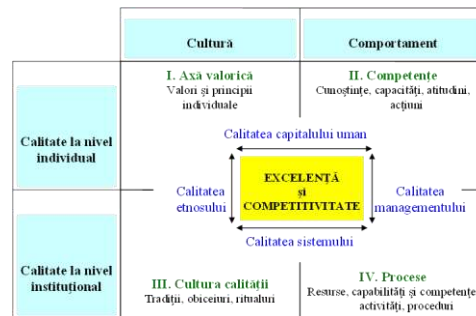 Cultură
Comportament
Calitate la nivel
individual
I. Axă valorică
Valori și principii
individuale
II. Competențe
Cunoștințe, capacități, atitudini,
acțiuni
Calitatea capitalului uman
Calitatea
etnosului
EXCELENȚĂ
și
COMPETITIVITATE
Calitatea
managementului
Calitatea sistemului
Calitate la nivel
instituțional
III. Cultura calității
Tradiții, obiceiuri, ritualuri
IV. Procese
Resurse, capabilități și competențe
activități, proceduri